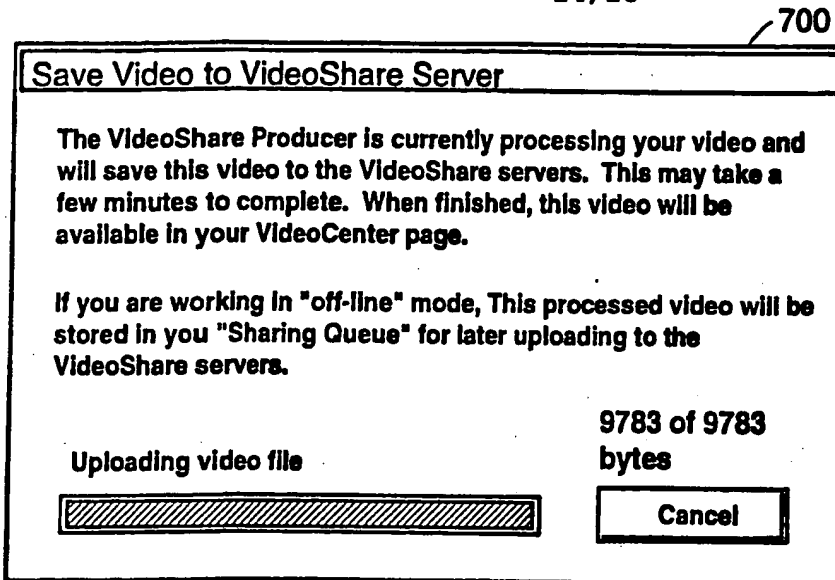 700
Save Video to VideoShare Server
The VideoShare Producer is currently processing your video and
will save this video to the VideoShare servers. This may take a
few minutes to complete. When finished, this video will be
available in your VideoCenter page.
If you are working in "off-line" mode, This processed video will be
stored in you "Sharing Queue" for later uploading to the
VideoShare servers.
9783 of 9783
bytes
Uploading video file
Cancel